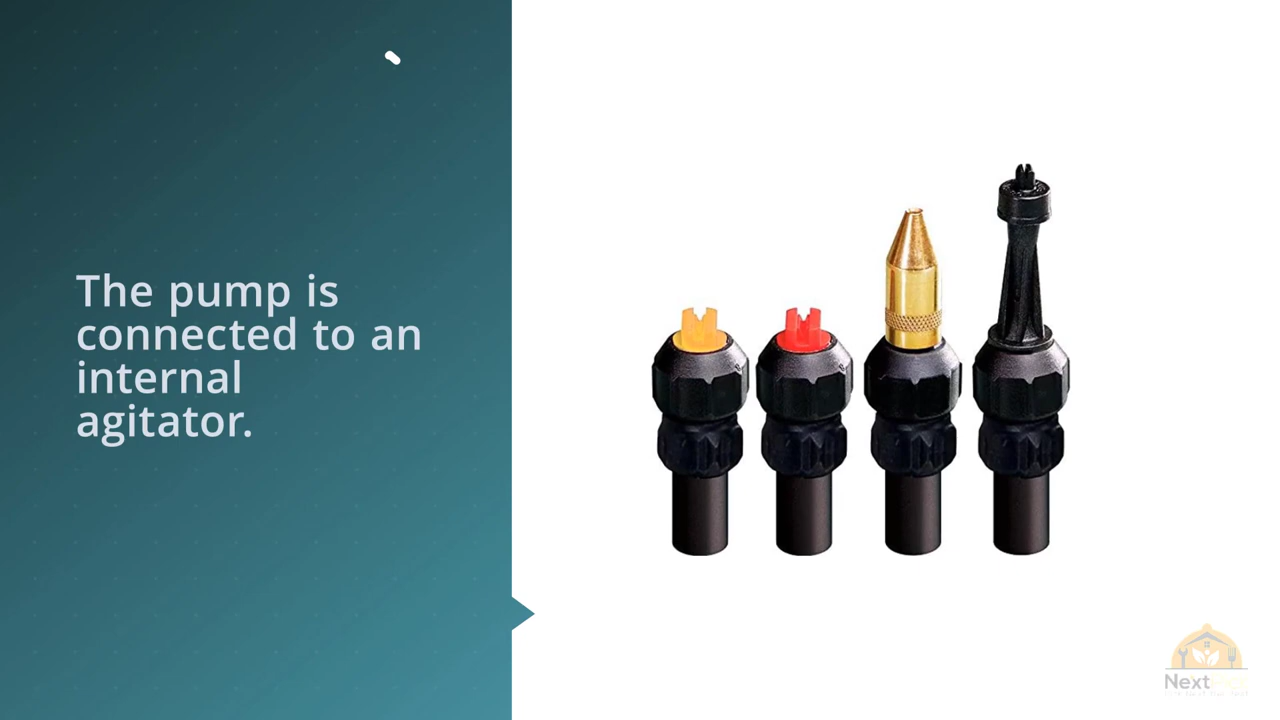 The pump is
connected to an
internal
agitator.
Next